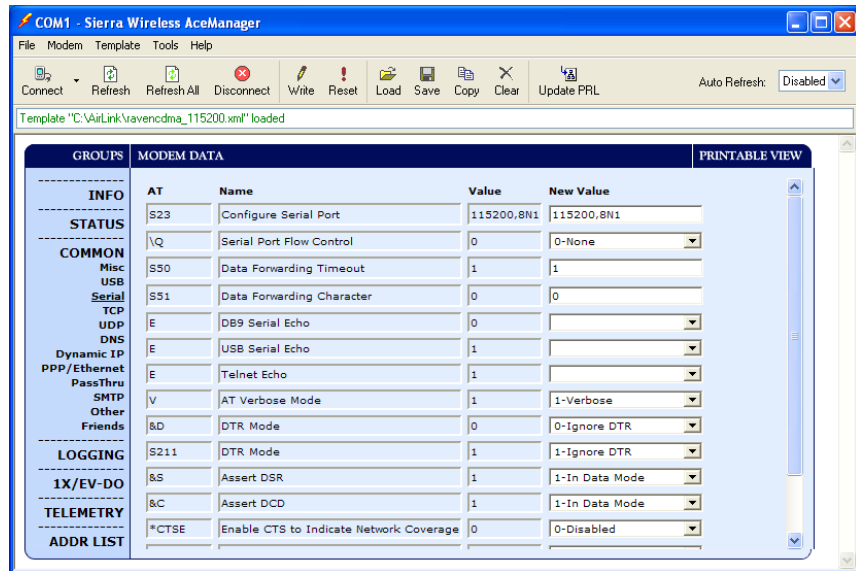 COM1 - Sierra Wireless AceManager
File Modem Template Tools Help
Connect Refresh Refresh All Disconnect Write Reset Load Save Copy Clear Update PRL Auto Refresh: Disabled
Template "C:\AirLink\ravencdma_115200.xml" loaded
GROUPS MODEM DATA PRINTABLE VIEW
INFO
STATUS
COMMON
Misc
USB
Serial
TCP
UDP
DNS
Dynamic IP
PPP/Ethernet
PassThru
SMTP
Other
Friends
LOGGING
1X/EV-DO
TELEMETRY
ADDR LIST
AT Name Value New Value
S23 Configure Serial Port 115200,8N1 115200,8N1
\Q Serial Port Flow Control 0 0-None
S50 Data Forwarding Timeout 1 1
S51 Data Forwarding Character 0 0
E DB9 Serial Echo 0
E USB Serial Echo 1
E Telnet Echo 1
V AT Verbose Mode 1 1-Verbose
&D DTR Mode 0 0-Ignore DTR
S211 DTR Mode 1 1-Ignore DTR
&S Assert DSR 1 1-In Data Mode
&C Assert DCD 1 1-In Data Mode
*CTSE Enable CTS to Indicate Network Coverage 0 0-Disabled